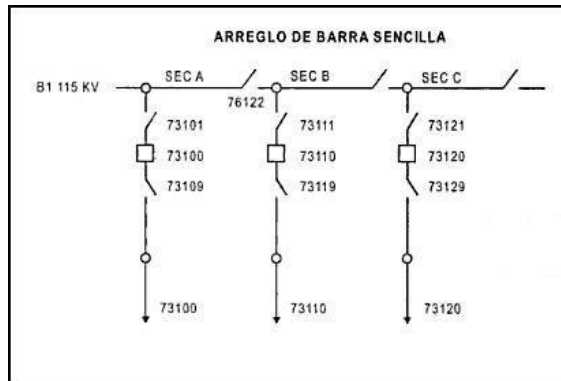 ARREGLO DE BARRA SENCILLA
B1 115 KV
SEC A
SEC B
SEC C
76122
73101
73111
73121
73100
73110
73120
73109
73119
73129
73100
73110
73120